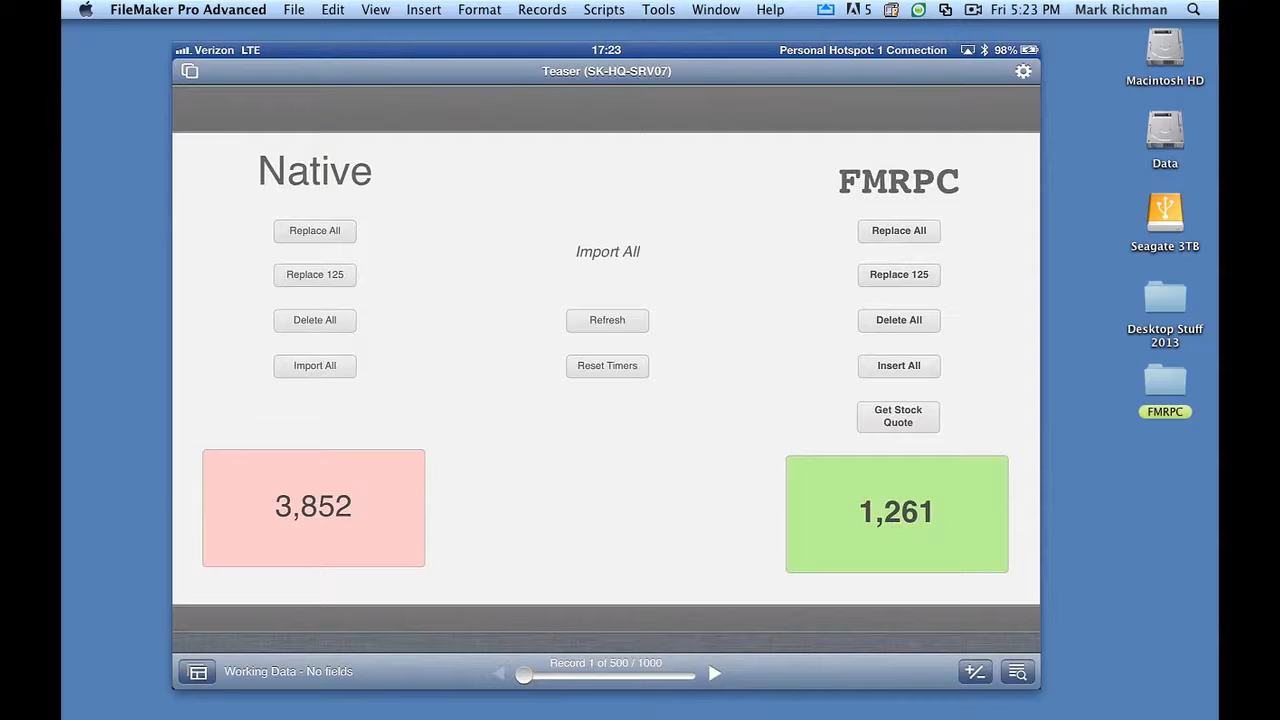 FileMaker Pro Advanced File Edit View Insert Format Records Scripts Tools Window Help 5 Fri 5:23 PM Mark Richman
Verizon LTE 17:23 Personal Hotspot: 1 Connection 98%
Teaser (SK-HQ-SRV07)
Native
FMRPC
Replace All
Import All
Replace All
Replace 125
Replace 125
Delete All
Refresh
Delete All
Import All
Reset Timers
Insert All
Get Stock
Quote
3,852
1,261
Working Data - No fields
Record 1 of 500 / 1000
+/-
Macintosh HD
Data
Seagate 3TB
Desktop Stuff
2013
FMRPC